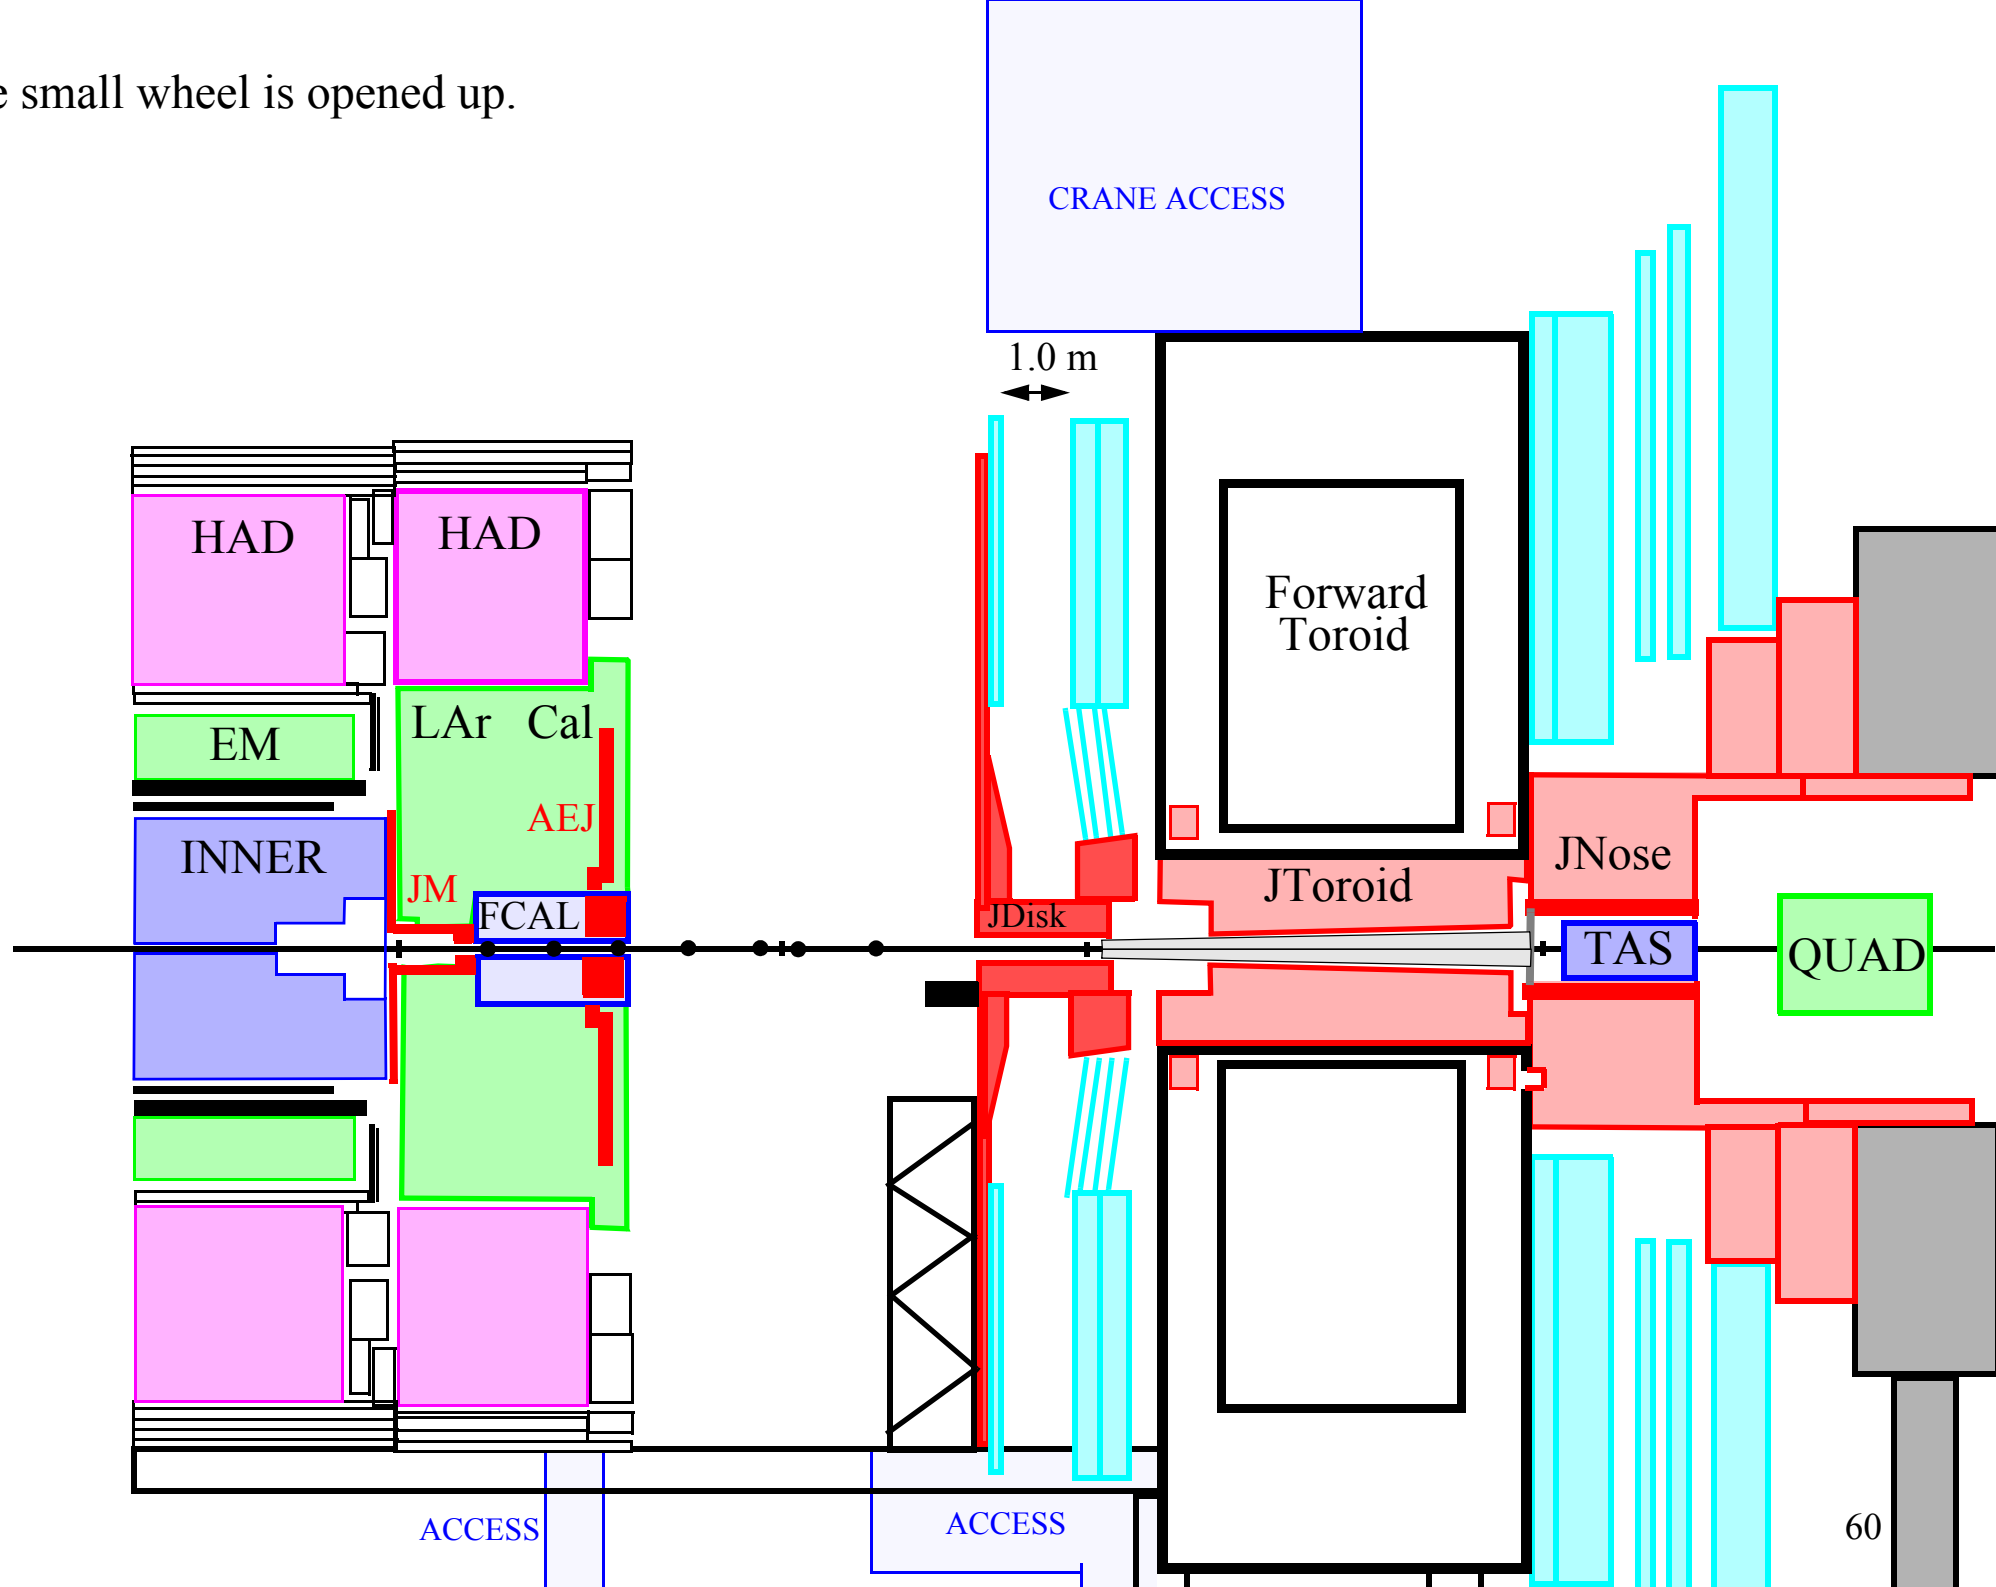 e small wheel is opened up.
CRANE ACCESS
1.0 m
HAD
HAD
Forward
Toroid
LAr Cal
EM
AEJ
INNER
JM
FCAL
JDisk
JToroid
JNose
TAS
QUAD
ACCESS
ACCESS
60